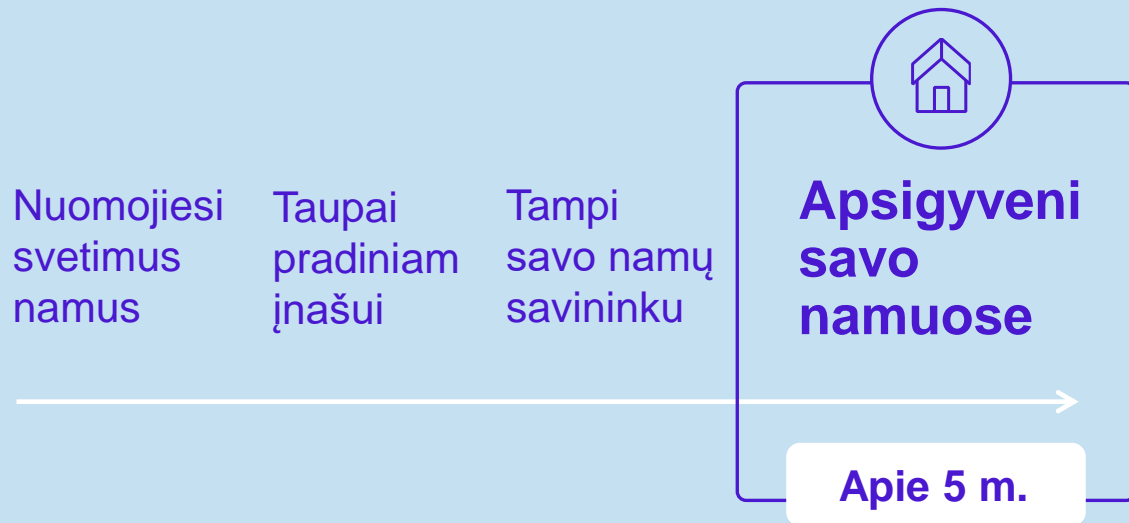 Nuomojiesi
svetimus
namus
Taupai
pradiniam
įnašui
Tampi
savo namų
savininku
Apsigyveni
savo
namuose
Apie 5 m.